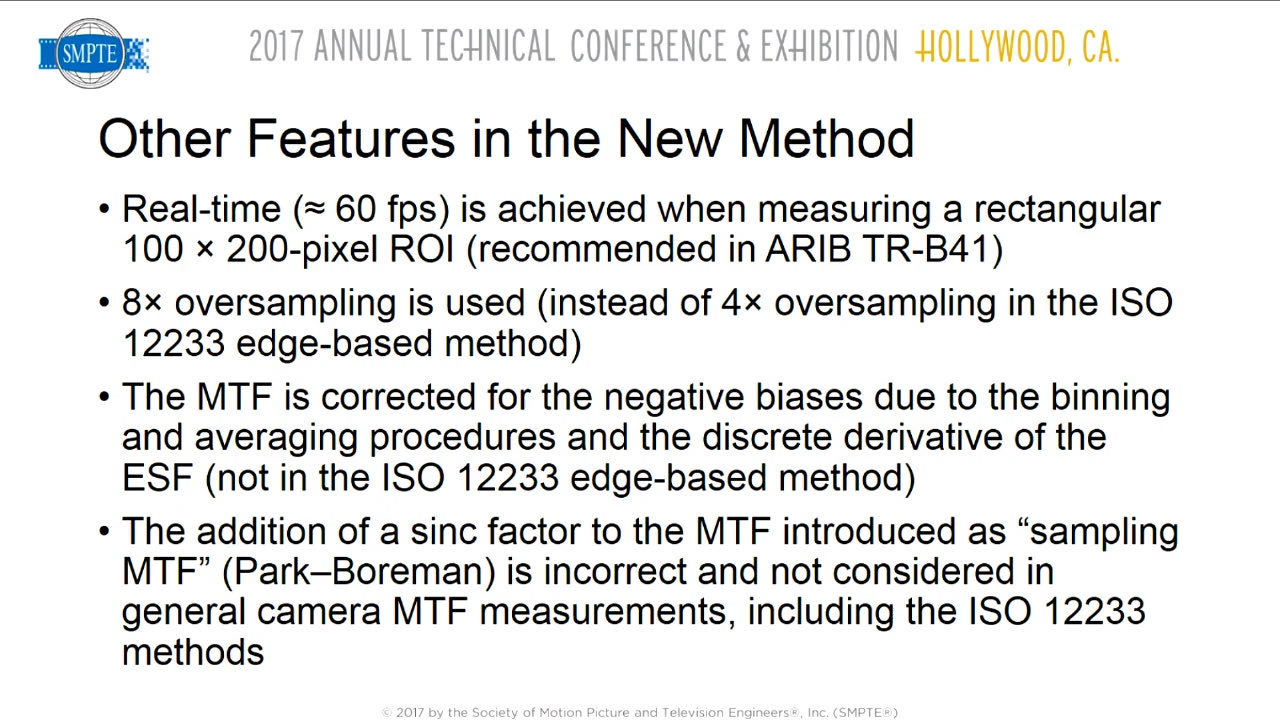 SMPTE
2017 ANNUAL TECHNICAL CONFERENCE & EXHIBITION HOLLYWOOD, CA.
Other Features in the New Method
• Real-time (≈ 60 fps) is achieved when measuring a rectangular
100 × 200-pixel ROI (recommended in ARIB TR-B41)
• 8× oversampling is used (instead of 4× oversampling in the ISO
12233 edge-based method)
• The MTF is corrected for the negative biases due to the binning
and averaging procedures and the discrete derivative of the
ESF (not in the ISO 12233 edge-based method)
• The addition of a sinc factor to the MTF introduced as “sampling
MTF” (Park–Boreman) is incorrect and not considered in
general camera MTF measurements, including the ISO 12233
methods
© 2017 by the Society of Motion Picture and Television Engineers®, Inc. (SMPTE®)